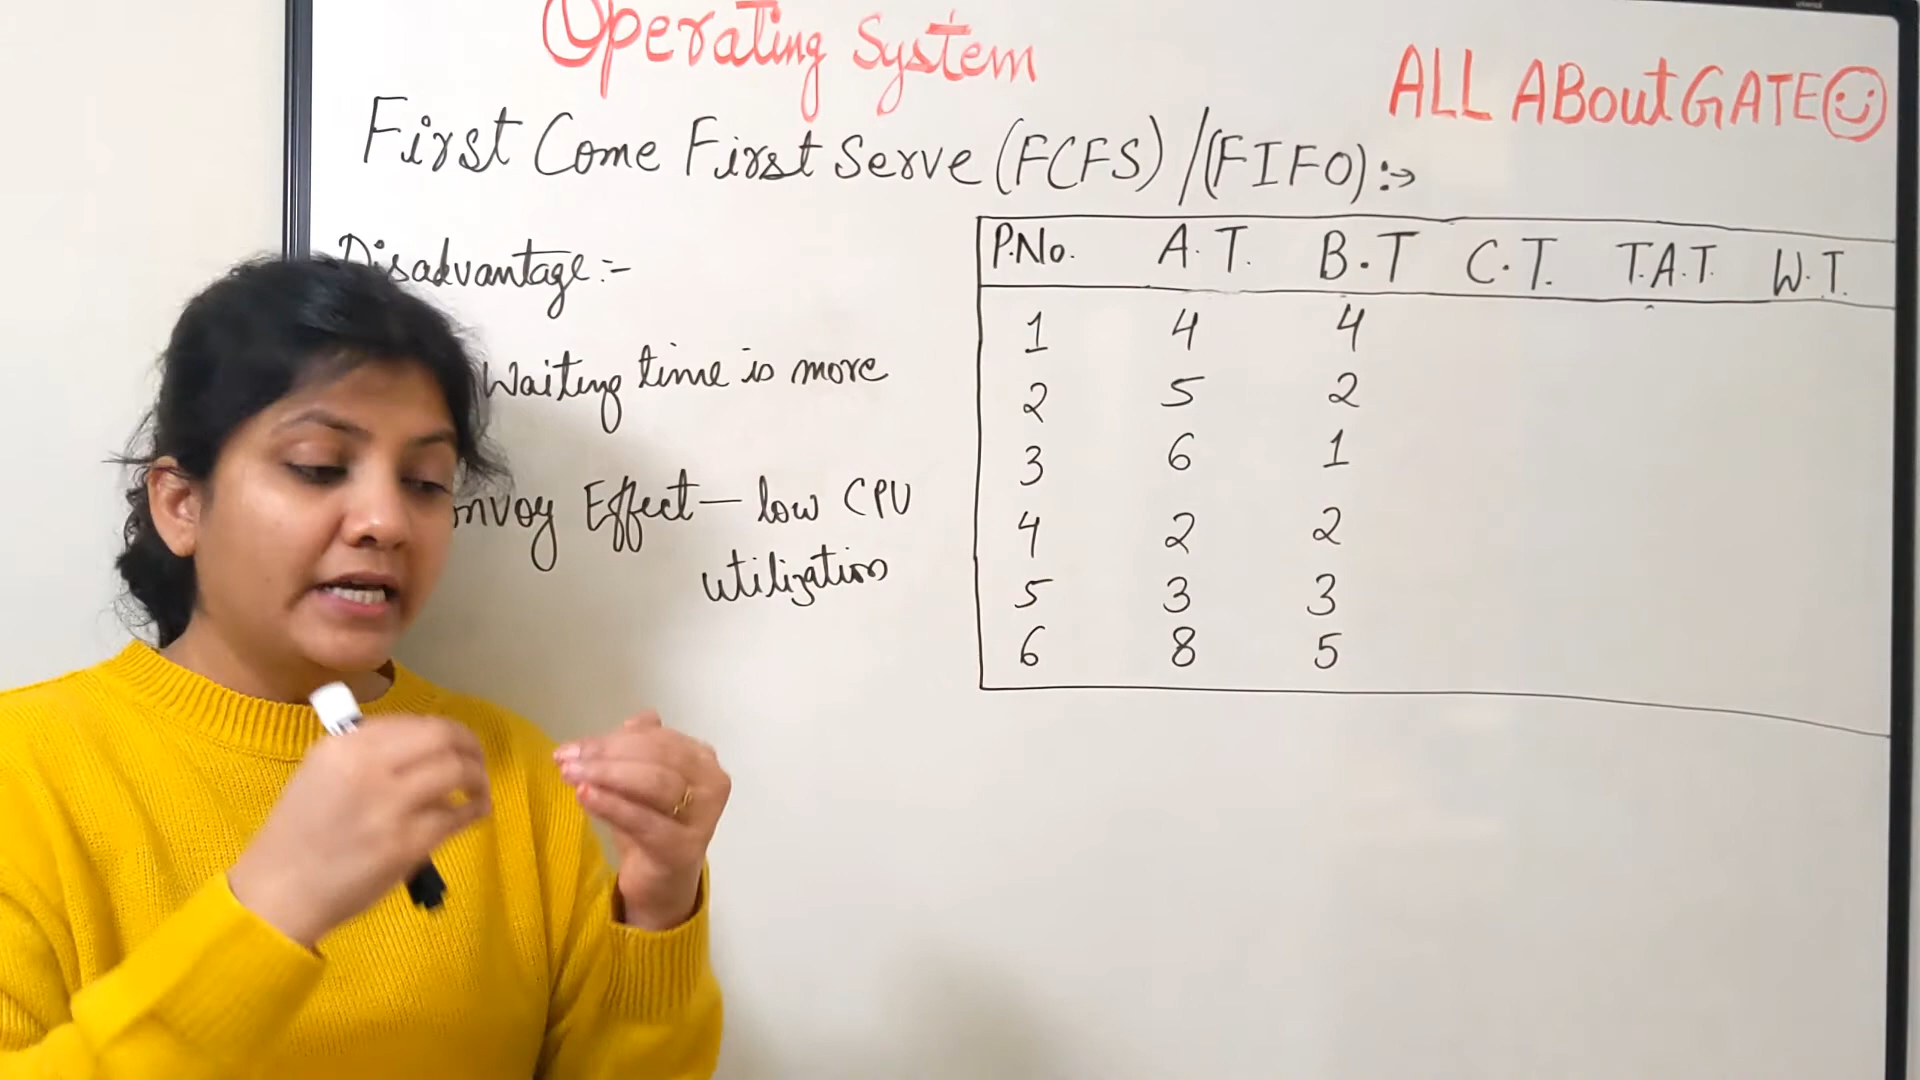 Operating System
ALL ABout GATE
First Come First Serve (FCFS) / (FIFO) :→
Disadvantage :-
Waiting time is more
Effect — low CPU
utilization
P.No. A.T. B.T C.T. T.A.T. W.T.
1 4 4
2 5 2
3 6 1
4 2 2
5 3 3
6 8 5